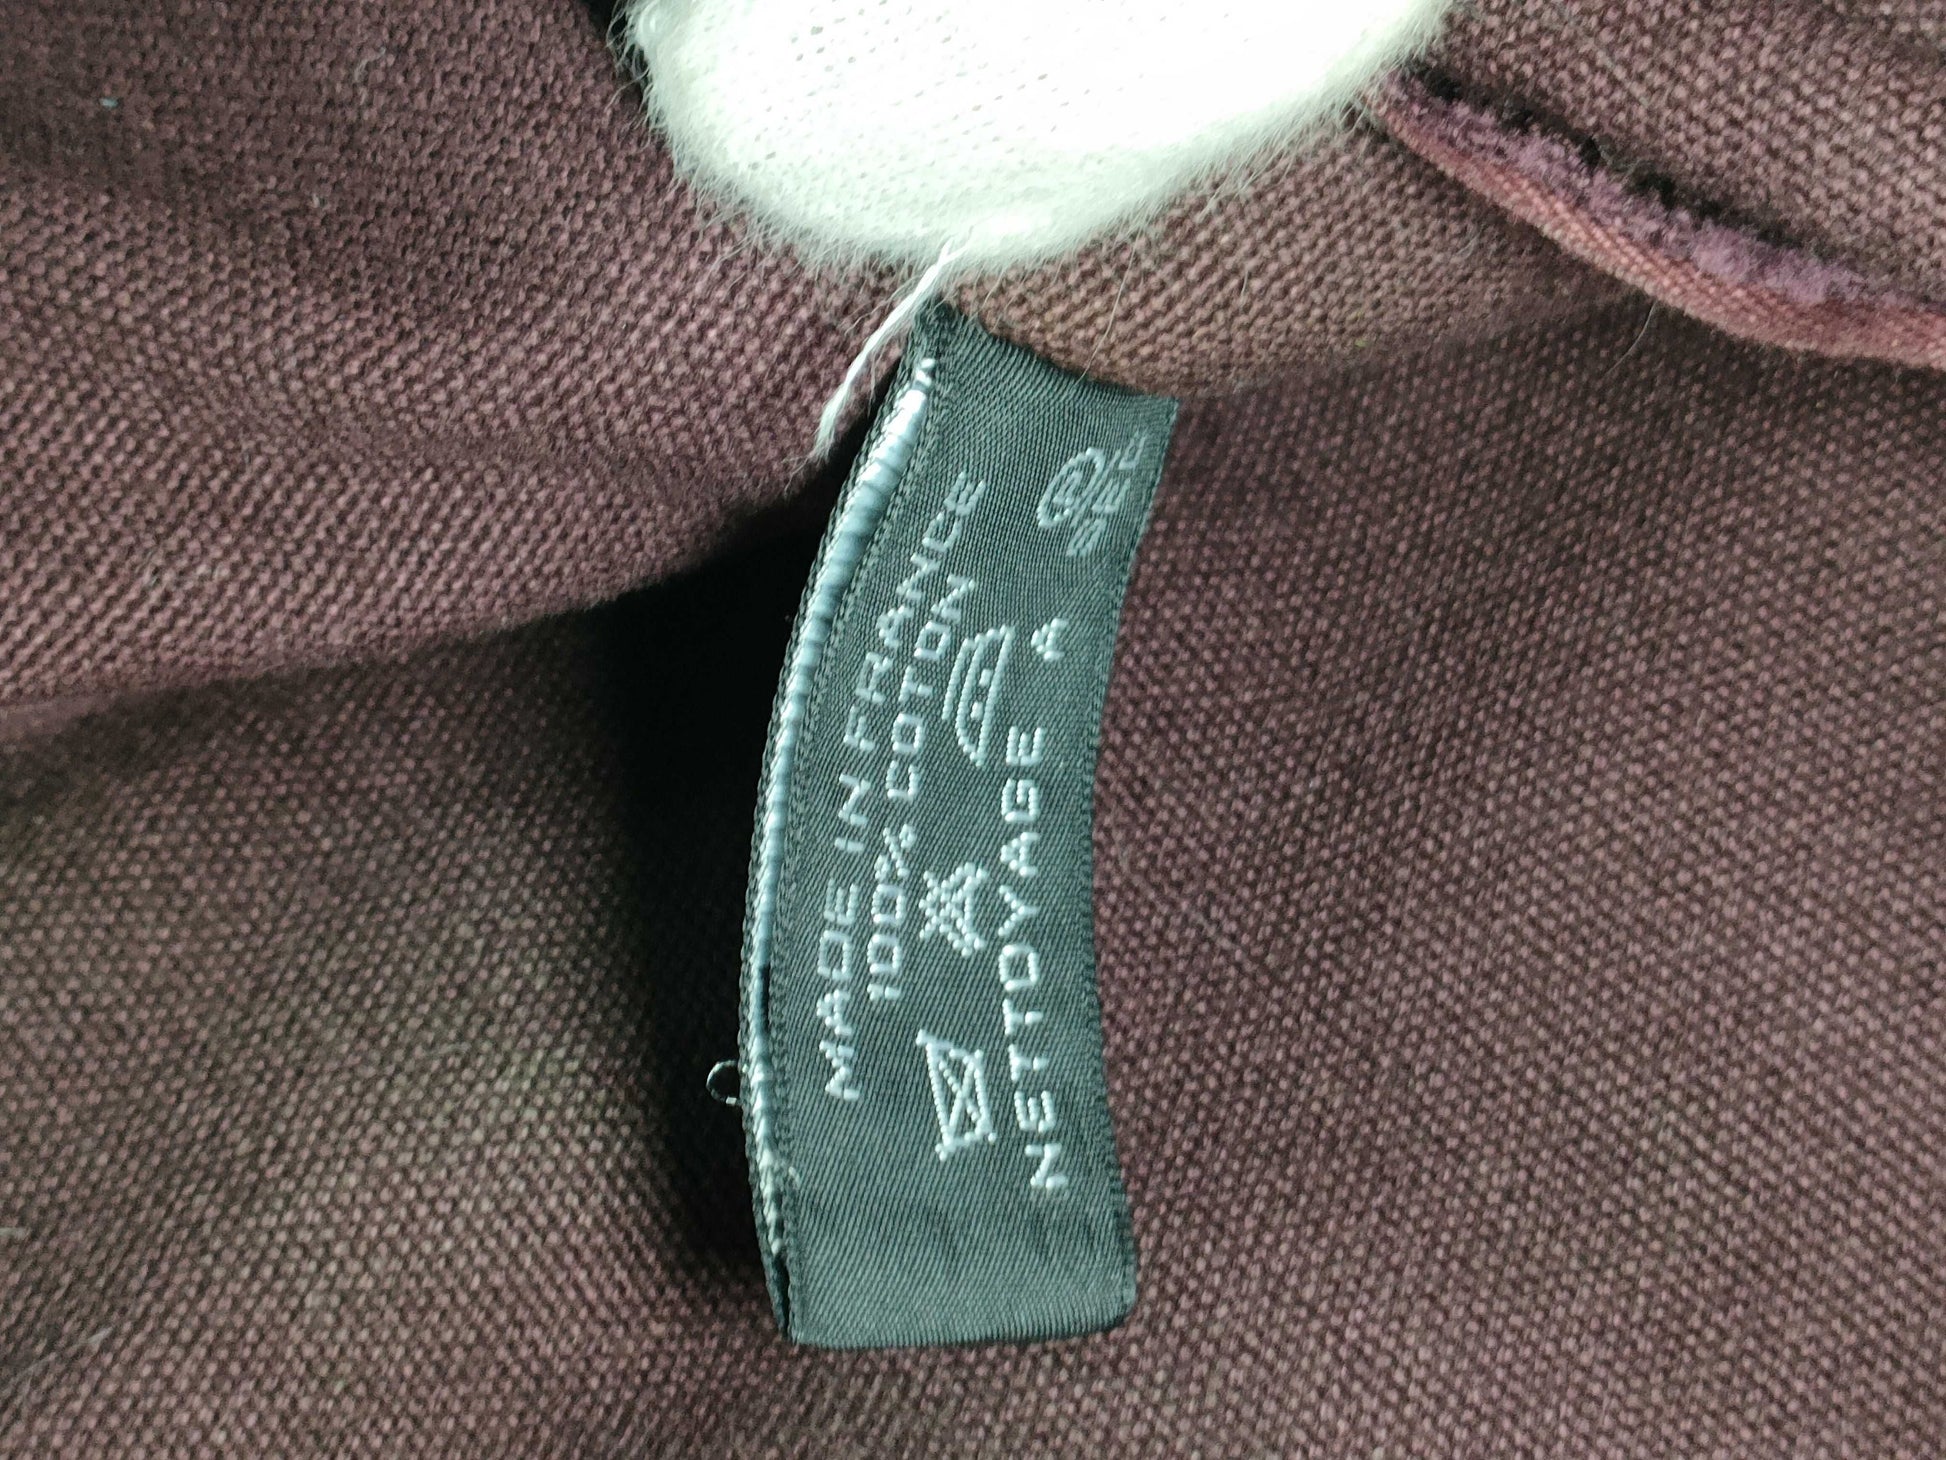 MADE IN FRANCE
100% COTON
NETTOYAGE A
SEC